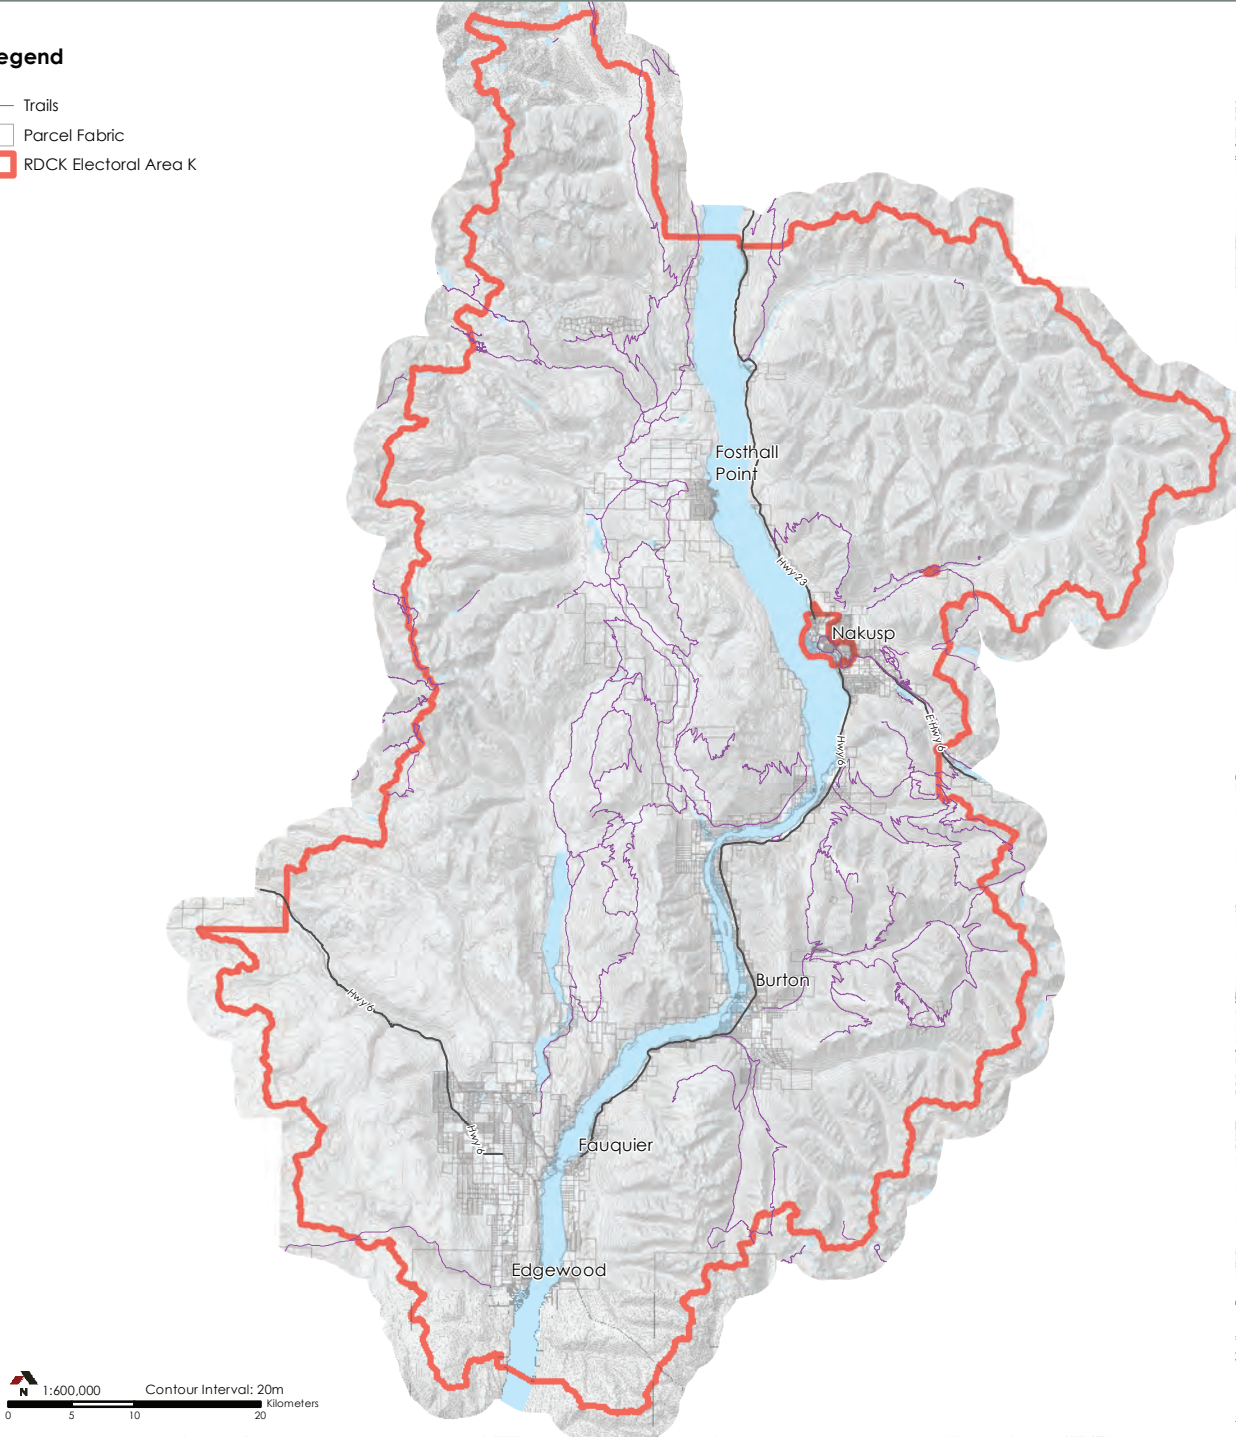 egend
Trails
Parcel Fabric
RDCK Electoral Area K
Fosthall
Point
Hwy 23
Nakusp
E Hwy 6
Hwy 6
Burton
Hwy 6
Hwy 6
Fauquier
Edgewood
N
1:600,000
Contour Interval: 20m
Kilometers
0 5 10 20